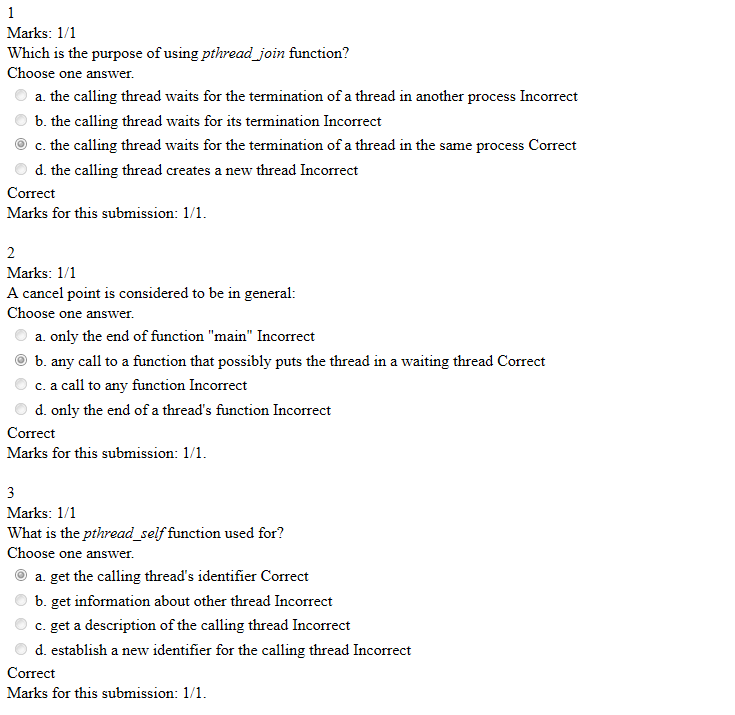 1
Marks: 1/1
Which is the purpose of using pthread_join function?
Choose one answer.
a. the calling thread waits for the termination of a thread in another process Incorrect
b. the calling thread waits for its termination Incorrect
c. the calling thread waits for the termination of a thread in the same process Correct
d. the calling thread creates a new thread Incorrect
Correct
Marks for this submission: 1/1.
2
Marks: 1/1
A cancel point is considered to be in general:
Choose one answer.
a. only the end of function "main" Incorrect
b. any call to a function that possibly puts the thread in a waiting thread Correct
c. a call to any function Incorrect
d. only the end of a thread's function Incorrect
Correct
Marks for this submission: 1/1.
3
Marks: 1/1
What is the pthread_self function used for?
Choose one answer.
a. get the calling thread's identifier Correct
b. get information about other thread Incorrect
c. get a description of the calling thread Incorrect
d. establish a new identifier for the calling thread Incorrect
Correct
Marks for this submission: 1/1.